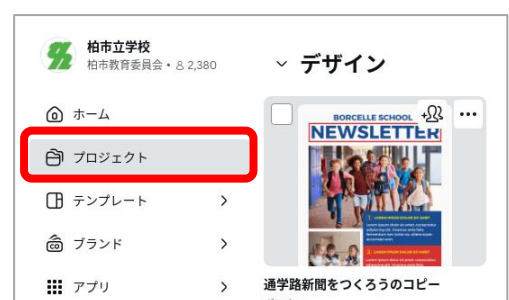 柏市立学校
柏市教育委員会・ 2,380
デザイン
ホーム
プロジェクト
テンプレート
ブランド
アプリ
BORCELLE SCHOOL
NEWSLETTER
通学路新聞をつくろうのコピー